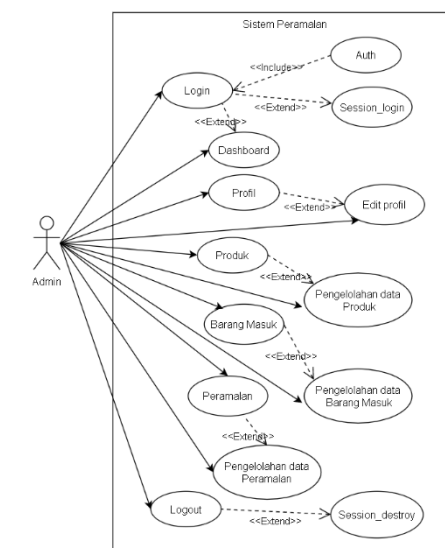 Sistem Peramalan
Auth
<<Include>>
Login
<<Extend>>
Session_login
<<Extend>>
Dashboard
Profil
<<Extend>>
Edit profil
Produk
<<Extend>>
Admin
Pengelolahan data
Produk
Barang Masuk
<<Extend>>
Peramalan
Pengelolahan data
Barang Masuk
<<Extend>>
Pengelolahan data
Peramalan
Logout
<<Extend>>
Session_destroy